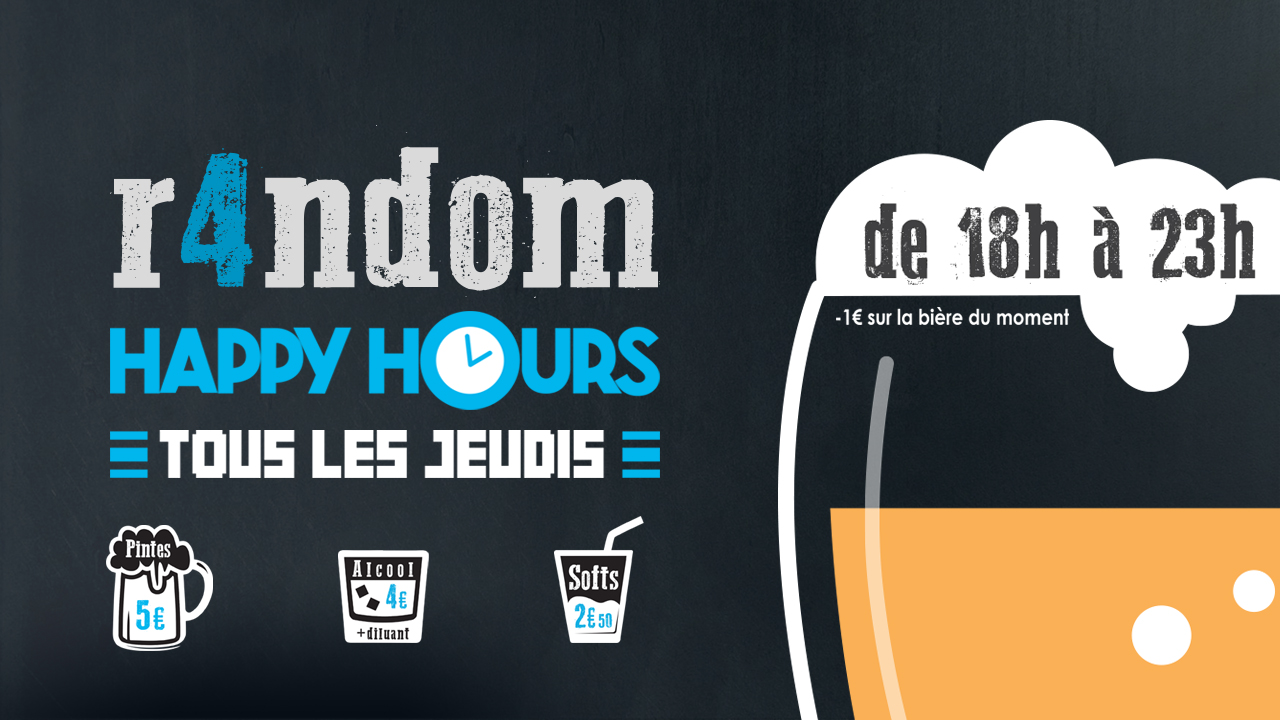 r4ndom
HAPPY HOURS
TOUS LES JEUDIS
de 18h à 23h
-1€ sur la bière du moment
Pintes
5€
Alcool
4€
+diluant
Softs
2€50